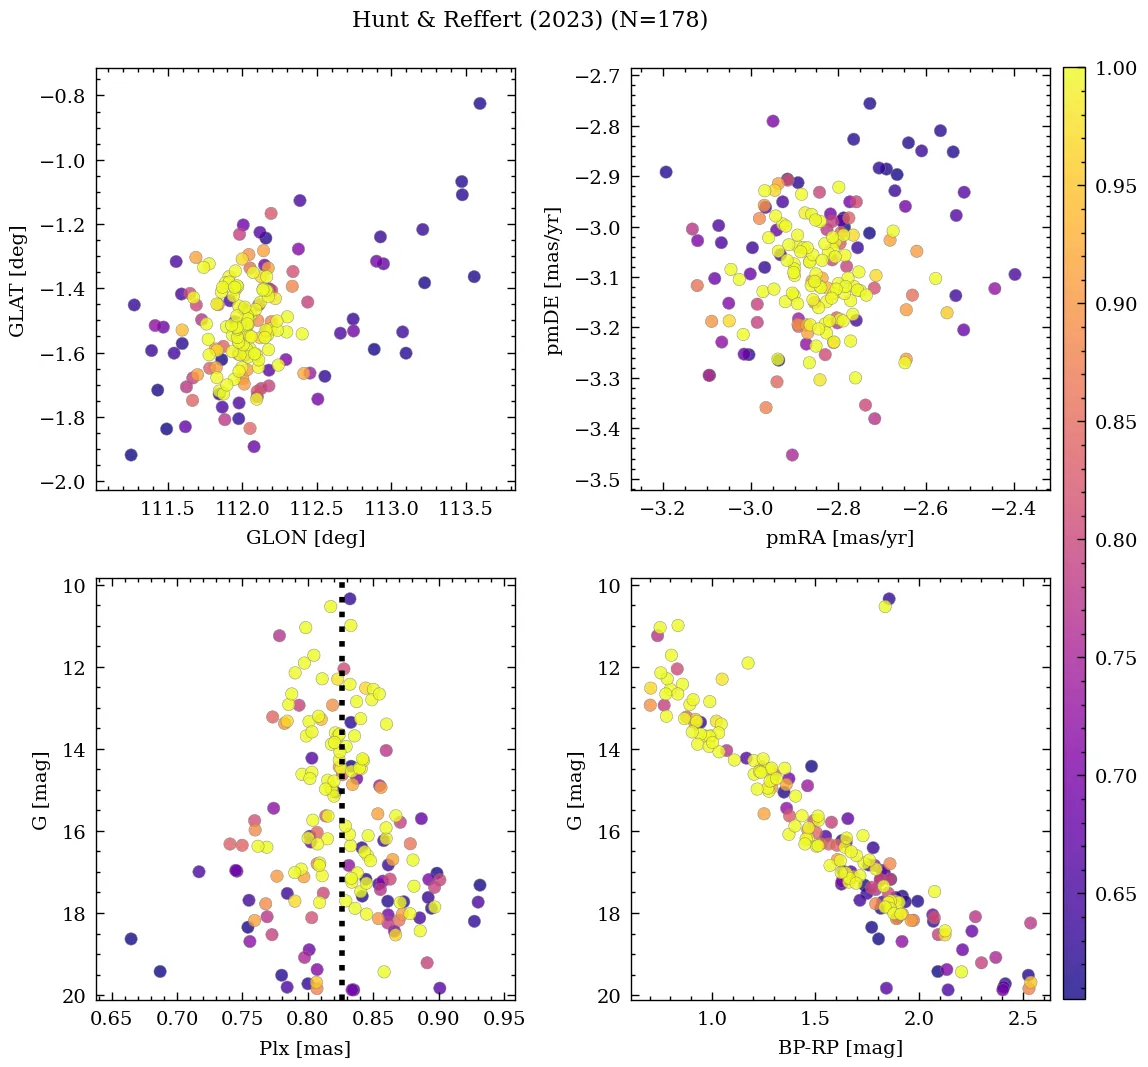 Hunt & Reffert (2023) (N=178)
−0.8
−1.0
−1.2
−1.4
−1.6
−1.8
−2.0
GLAT [deg]
111.5 112.0 112.5 113.0 113.5
GLON [deg]
−2.7
−2.8
−2.9
−3.0
−3.1
−3.2
−3.3
−3.4
−3.5
pmDE [mas/yr]
−3.2 −3.0 −2.8 −2.6 −2.4
pmRA [mas/yr]
10
12
14
16
18
20
G [mag]
0.65 0.70 0.75 0.80 0.85 0.90 0.95
Plx [mas]
10
12
14
16
18
20
G [mag]
1.0 1.5 2.0 2.5
BP-RP [mag]
1.00
0.95
0.90
0.85
0.80
0.75
0.70
0.65